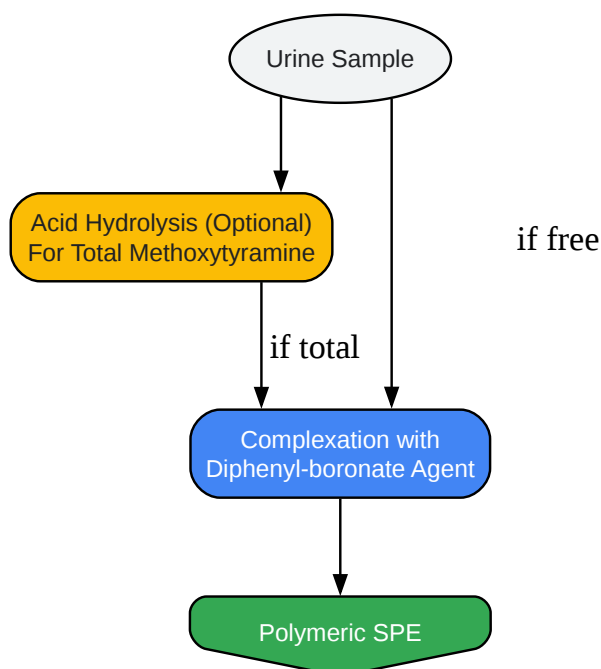 Urine Sample
Acid Hydrolysis (Optional)
For Total Methoxytyramine
if free
if total
Complexation with
Diphenyl-boronate Agent
Polymeric SPE